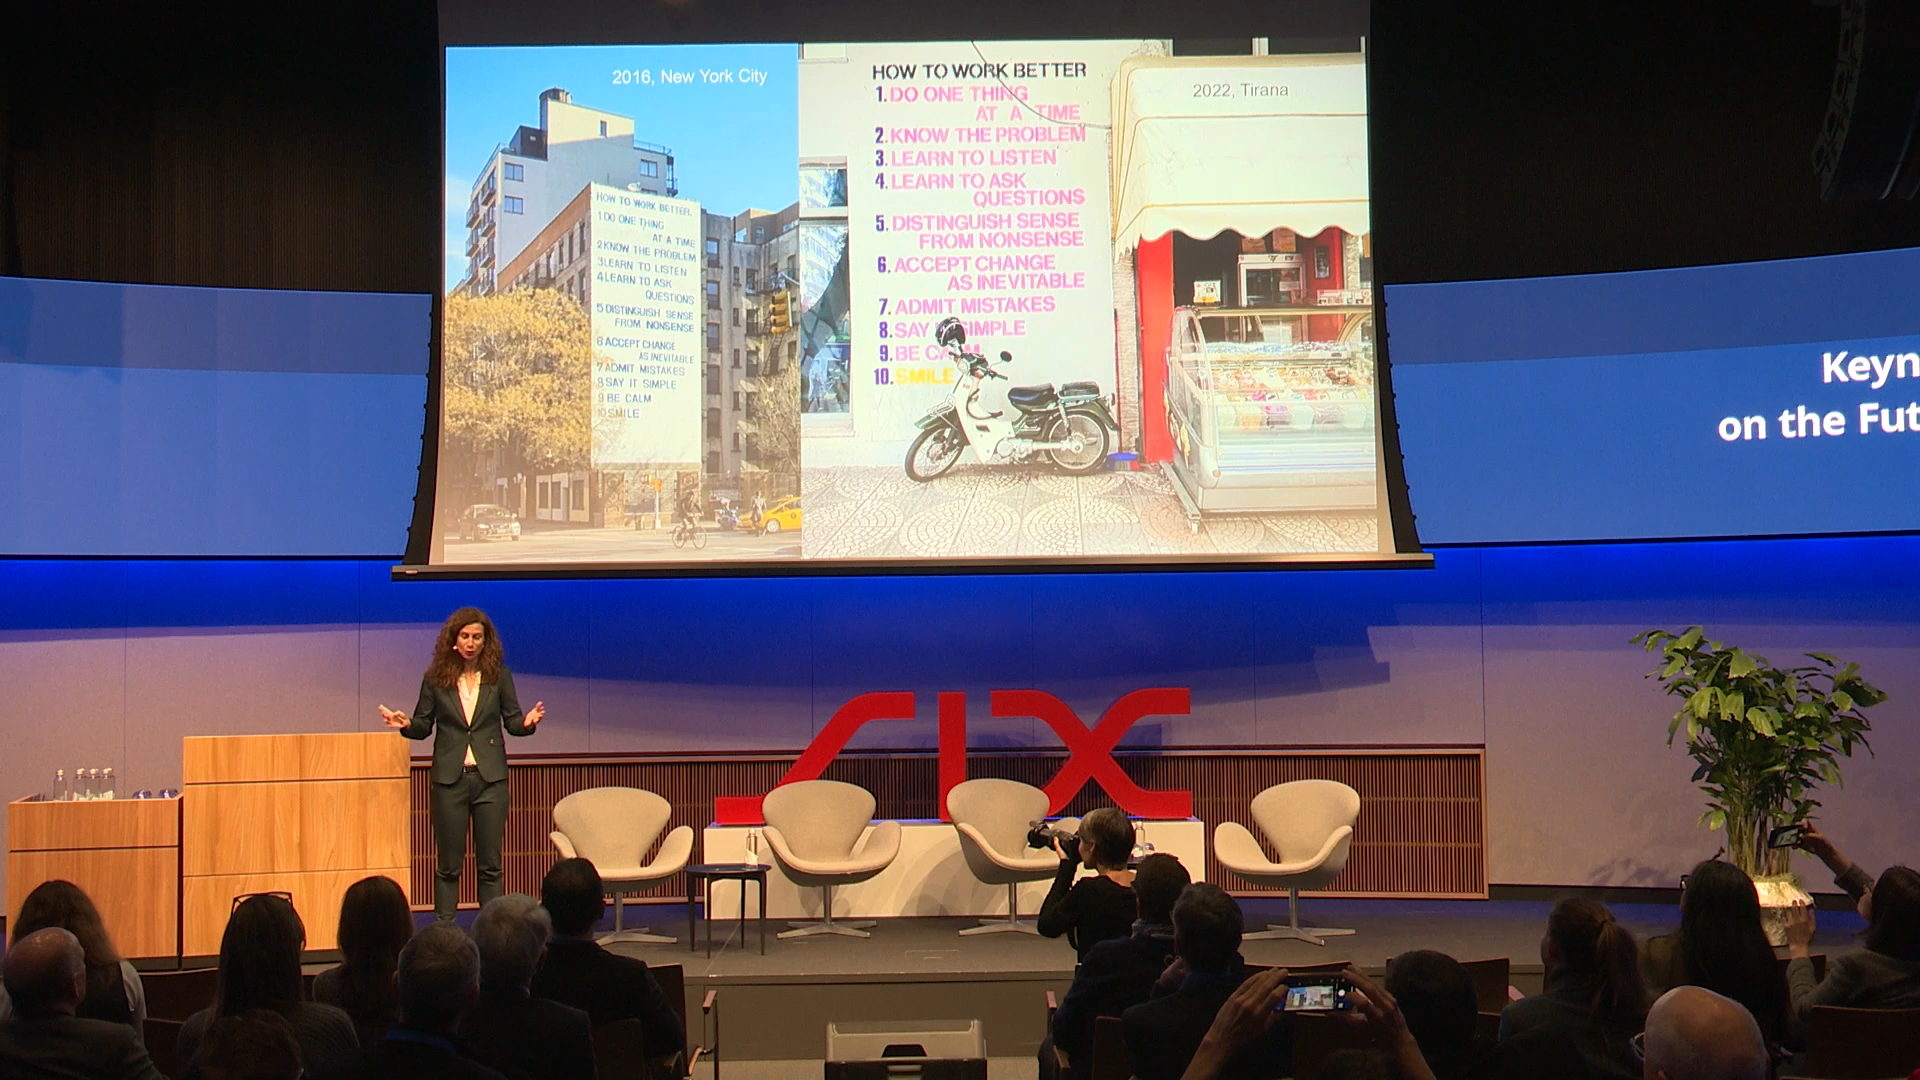 2016, New York City
HOW TO WORK BETTER.
1 DO ONE THING
AT A TIME
2 KNOW THE PROBLEM
3 LEARN TO LISTEN
4 LEARN TO ASK
QUESTIONS
5 DISTINGUISH SENSE
FROM NONSENSE
6 ACCEPT CHANGE
AS INEVITABLE
7 ADMIT MISTAKES
8 SAY IT SIMPLE
9 BE CALM
10 SMILE
HOW TO WORK BETTER
1. DO ONE THING
AT A TIME
2. KNOW THE PROBLEM
3. LEARN TO LISTEN
4. LEARN TO ASK
QUESTIONS
5. DISTINGUISH SENSE
FROM NONSENSE
6. ACCEPT CHANGE
AS INEVITABLE
7. ADMIT MISTAKES
8. SAY SIMPLE
9. BE CALM
10. SMILE
2022, Tirana
Keyn
on the Fut
SIX